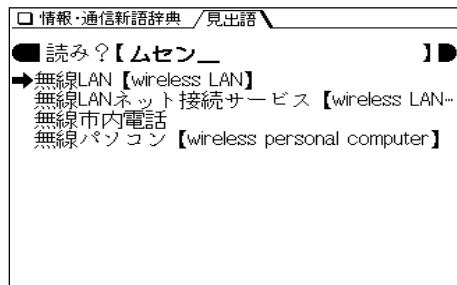 情報・通信新語辞典 見出語
読み？【ムセン_ 】
➡無線LAN【wireless LAN】
無線LANネット接続サービス【wireless LAN…
無線市内電話
無線パソコン【wireless personal computer】